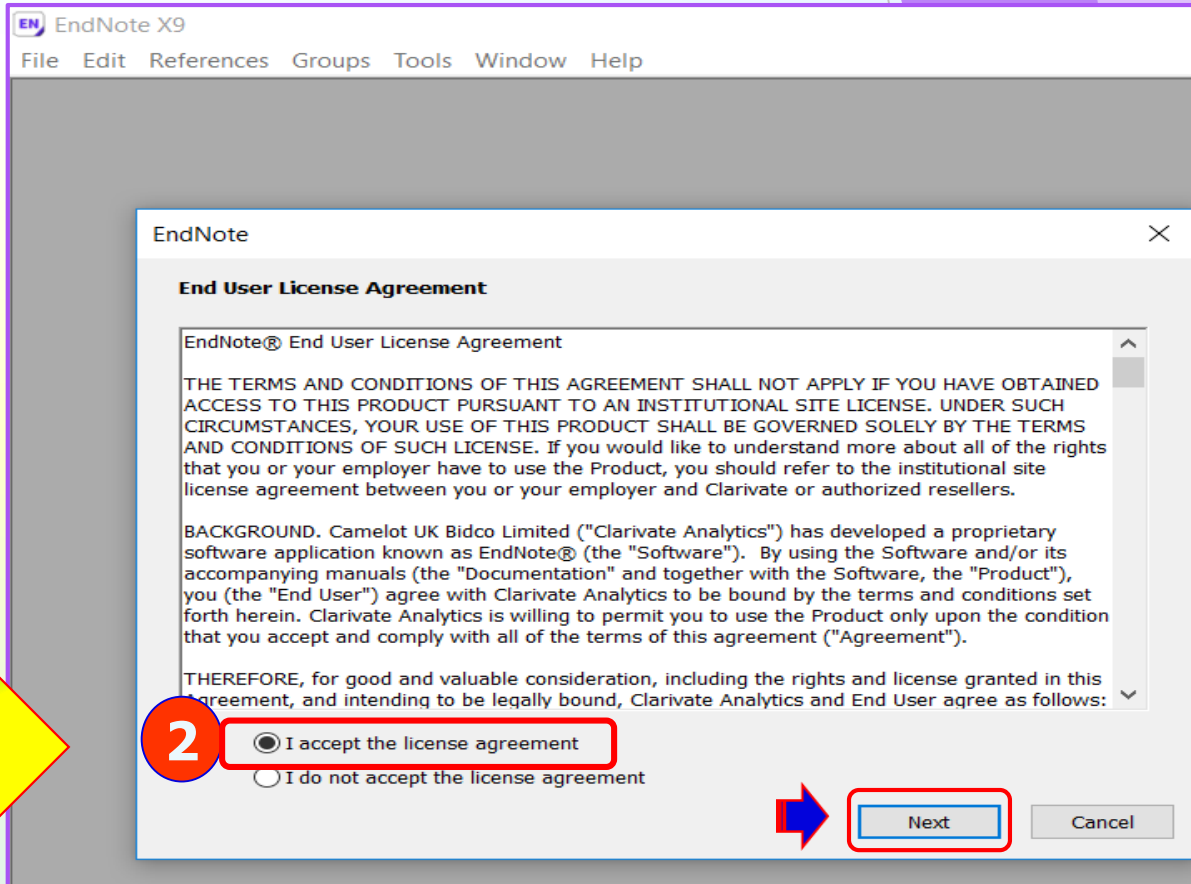 EN EndNote X9
File Edit References Groups Tools Window Help
EndNote
End User License Agreement
EndNote® End User License Agreement
THE TERMS AND CONDITIONS OF THIS AGREEMENT SHALL NOT APPLY IF YOU HAVE OBTAINED
ACCESS TO THIS PRODUCT PURSUANT TO AN INSTITUTIONAL SITE LICENSE. UNDER SUCH
CIRCUMSTANCES, YOUR USE OF THIS PRODUCT SHALL BE GOVERNED SOLELY BY THE TERMS
AND CONDITIONS OF SUCH LICENSE. If you would like to understand more about all of the rights
that you or your employer have to use the Product, you should refer to the institutional site
license agreement between you or your employer and Clarivate or authorized resellers.
BACKGROUND. Camelot UK Bidco Limited ("Clarivate Analytics") has developed a proprietary
software application known as EndNote® (the "Software"). By using the Software and/or its
accompanying manuals (the "Documentation" and together with the Software, the "Product"),
you (the "End User") agree with Clarivate Analytics to be bound by the terms and conditions set
forth herein. Clarivate Analytics is willing to permit you to use the Product only upon the condition
that you accept and comply with all of the terms of this agreement ("Agreement").
THEREFORE, for good and valuable consideration, including the rights and license granted in this
Agreement, and intending to be legally bound, Clarivate Analytics and End User agree as follows:
2 I accept the license agreement
I do not accept the license agreement
Next Cancel